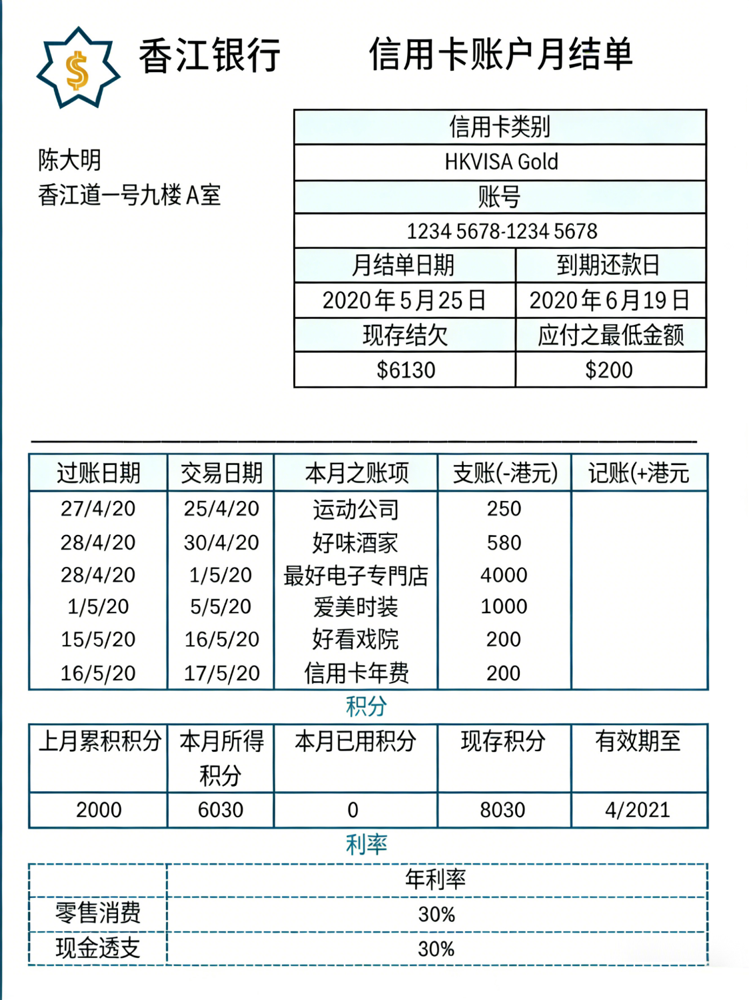 香江银行 信用卡账户月结单
陈大明
香江道一号九楼 A室
信用卡类别
HKVISA Gold
账号
1234 5678-1234 5678
月结单日期 到期还款日
2020年5月25日 2020年6月19日
现存结欠 应付之最低金额
$6130 $200
过账日期 交易日期 本月之账项 支账(-港元) 记账(+港元
27/4/20 25/4/20 运动公司 250
28/4/20 30/4/20 好味酒家 580
28/4/20 1/5/20 最好电子专門店 4000
1/5/20 5/5/20 爱美时装 1000
15/5/20 16/5/20 好看戏院 200
16/5/20 17/5/20 信用卡年费 200
积分
上月累积积分 本月所得 本月已用积分 现存积分 有效期至
积分
2000 6030 0 8030 4/2021
利率
年利率
零售消费 30%
现金透支 30%